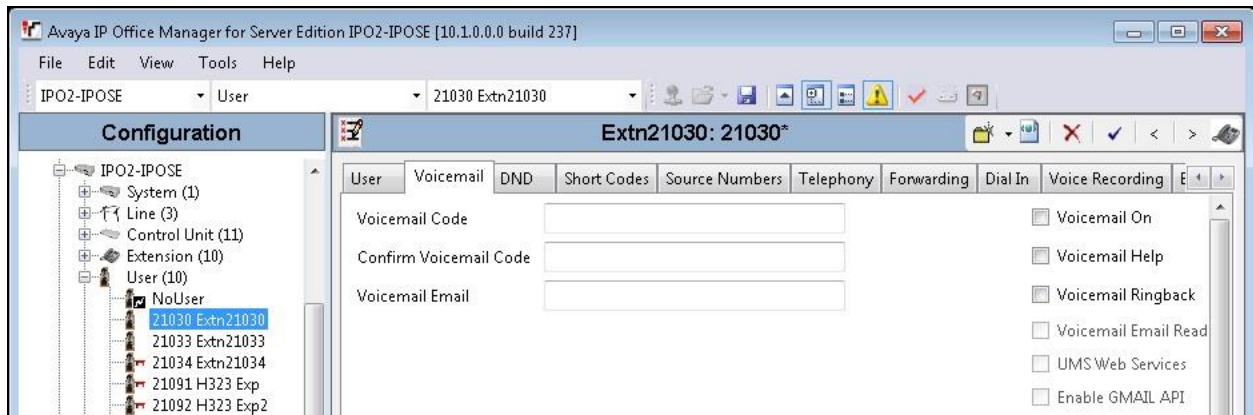 Avaya IP Office Manager for Server Edition IPO2-IPOSE [10.1.0.0.0 build 237]
File Edit View Tools Help
IPO2-IPOSE User 21030 Extn21030
Configuration
Extn21030: 21030*
IPO2-IPOSE
System (1)
Line (3)
Control Unit (11)
Extension (10)
User (10)
NoUser
21030 Extn21030
21033 Extn21033
21034 Extn21034
21091 H323 Exp
21092 H323 Exp2
User Voicemail DND Short Codes Source Numbers Telephony Forwarding Dial In Voice Recording
Voicemail Code
Voicemail On
Confirm Voicemail Code
Voicemail Help
Voicemail Email
Voicemail Ringback
Voicemail Email Read
UMS Web Services
Enable GMAIL API